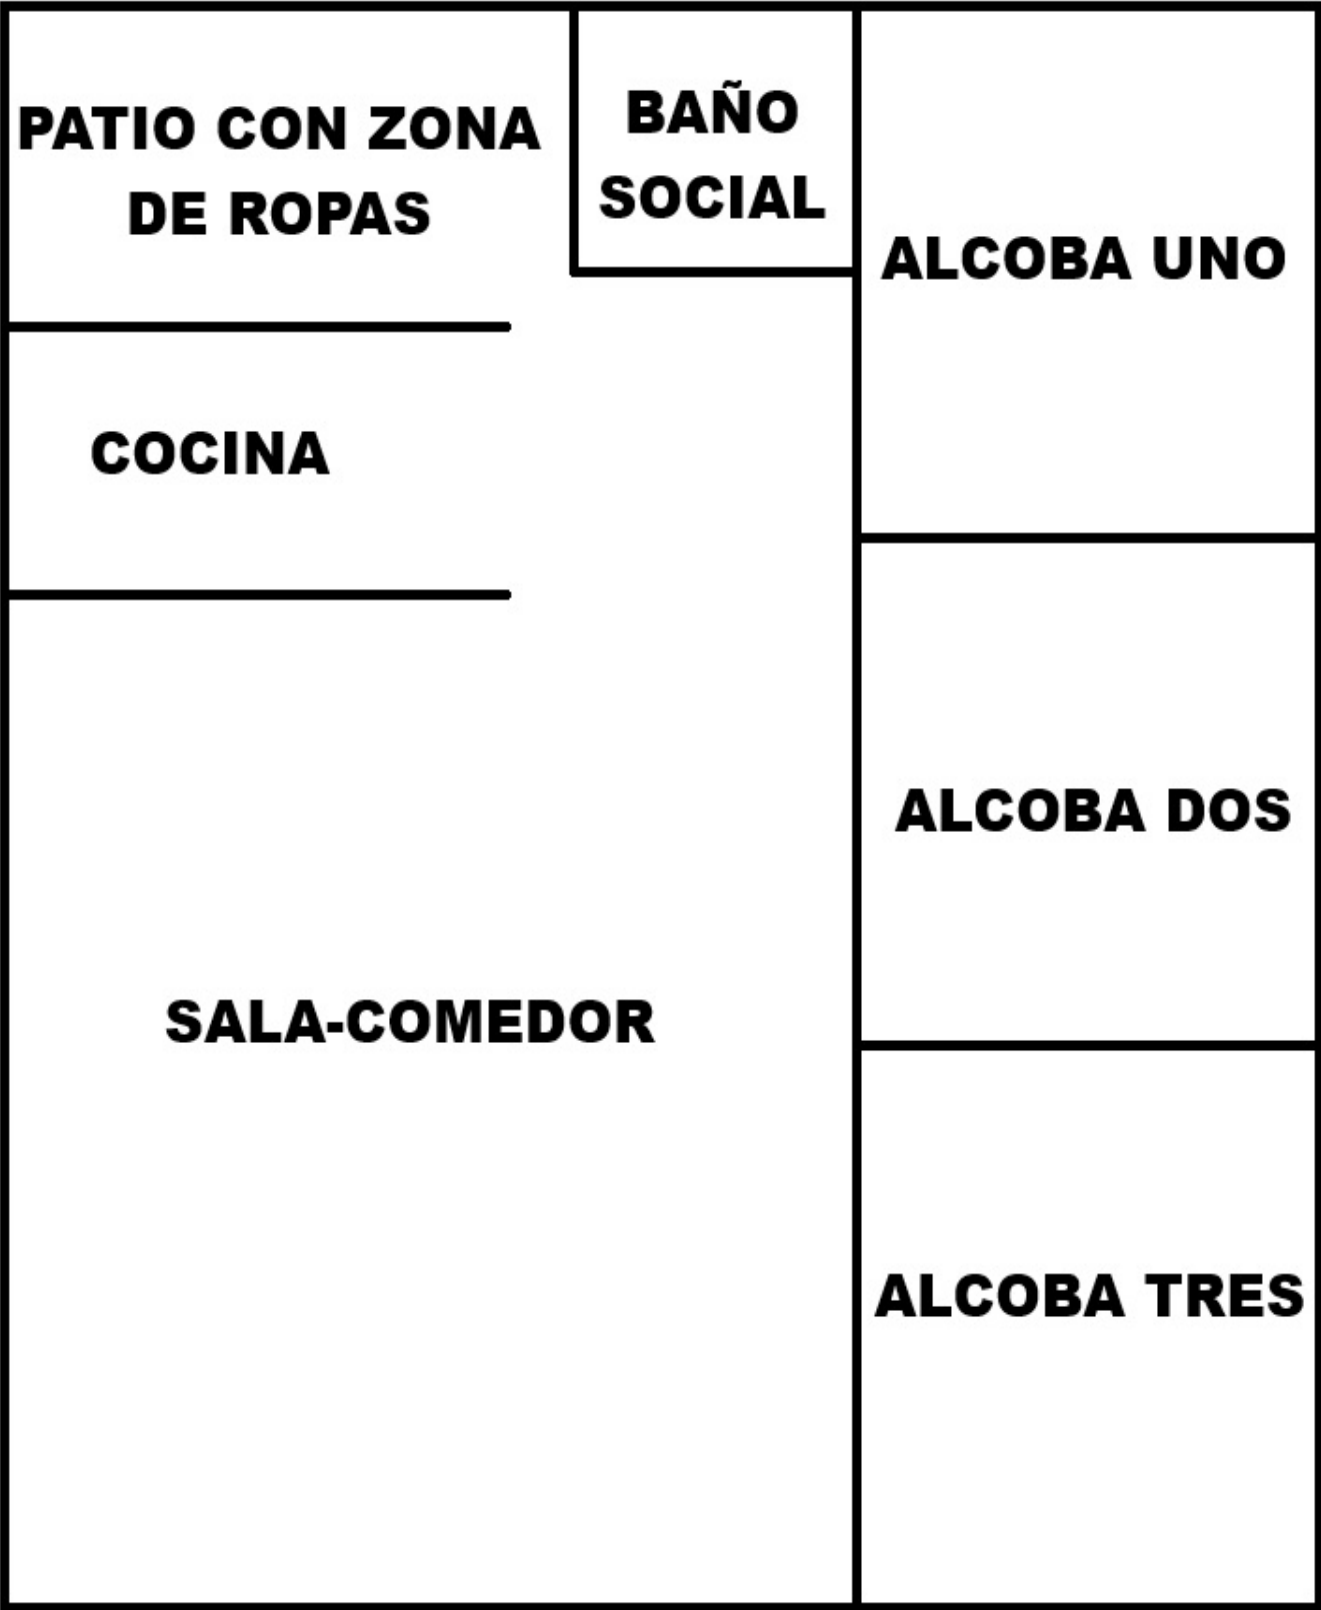 PATIO CON ZONA
DE ROPAS
BAÑO
SOCIAL
ALCOBA UNO
COCINA
ALCOBA DOS
SALA-COMEDOR
ALCOBA TRES